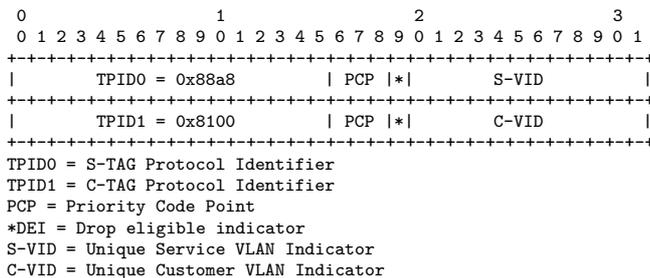 0                   1                   2                   3
0 1 2 3 4 5 6 7 8 9 0 1 2 3 4 5 6 7 8 9 0 1 2 3 4 5 6 7 8 9 0 1
+-+-+-+-+-+-+-+-+-+-+-+-+-+-+-+-+-+-+-+-+-+-+-+-+-+-+-+-+-+-+-+-+
|        TPID0 = 0x88a8         | PCP |*|        S-VID          |
+-+-+-+-+-+-+-+-+-+-+-+-+-+-+-+-+-+-+-+-+-+-+-+-+-+-+-+-+-+-+-+-+
|        TPID1 = 0x8100         | PCP |*|        C-VID          |
+-+-+-+-+-+-+-+-+-+-+-+-+-+-+-+-+-+-+-+-+-+-+-+-+-+-+-+-+-+-+-+-+
TPID0 = S-TAG Protocol Identifier
TPID1 = C-TAG Protocol Identifier
PCP = Priority Code Point
*DEI = Drop eligible indicator
S-VID = Unique Service VLAN Indicator
C-VID = Unique Customer VLAN Indicator